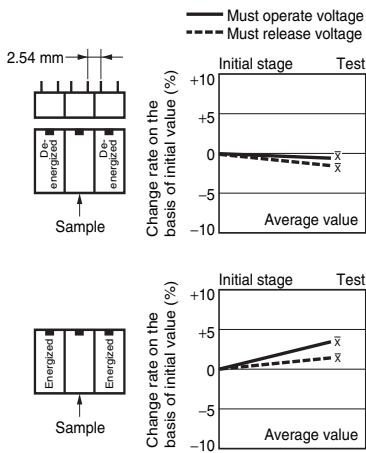 Must operate voltage
Must release voltage
2.54 mm
De-
energized
De-
energized
Sample
Change rate on the
basis of initial value (%)
Initial stage
Test
+10
+5
0
−5
−10
x̄
x̄
Average value
Energized
Energized
Sample
Change rate on the
basis of initial value (%)
Initial stage
Test
+10
+5
0
−5
−10
x̄
x̄
Average value